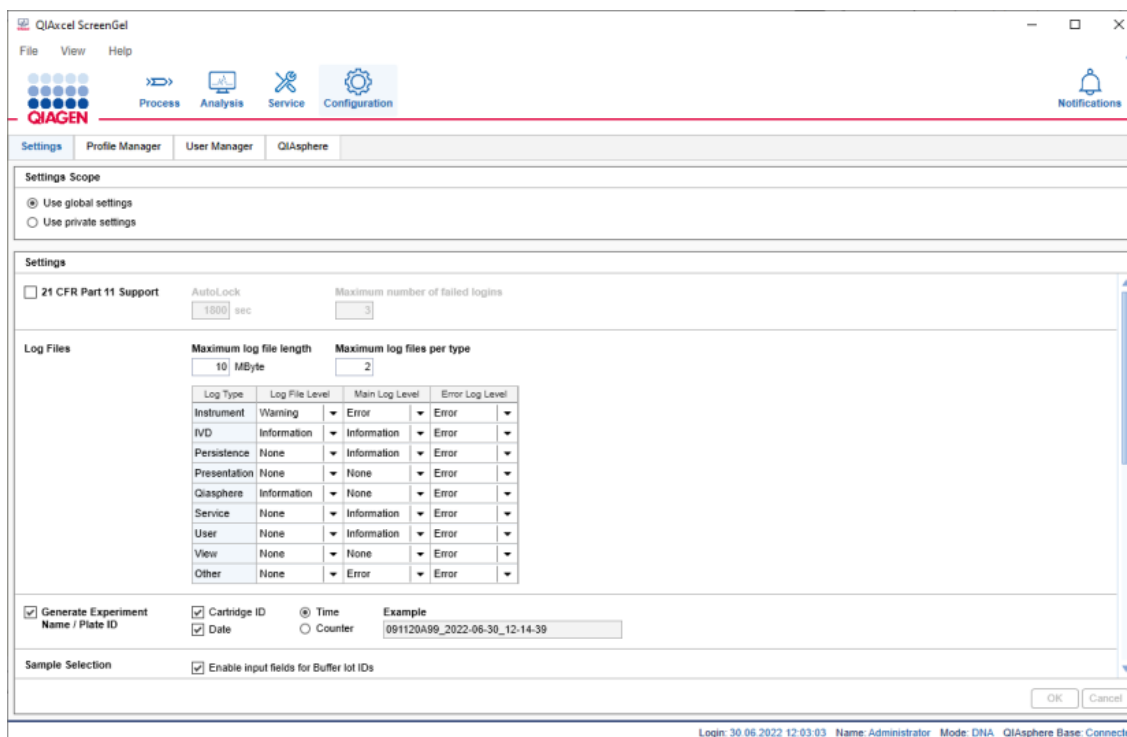 QIAxcel ScreenGel
File View Help
Process Analysis Service Configuration Notifications
QIAGEN
Settings Profile Manager User Manager QIAsphere
Settings Scope
Use global settings
Use private settings
Settings
21 CFR Part 11 Support AutoLock Maximum number of failed logins
1800 sec 3
Log Files Maximum log file length Maximum log files per type
10 MByte 2
Log Type Log File Level Main Log Level Error Log Level
Instrument Warning Error Error
IVD Information Information Error
Persistence None Information Error
Presentation None None Error
Qiasphere Information None Error
Service None Information Error
User None Information Error
View None None Error
Other None Error Error
Generate Experiment Cartridge ID Time Example
Name / Plate ID Date Counter 091120A99_2022-06-30_12-14-39
Sample Selection Enable input fields for Buffer lot IDs
OK Cancel
Login: 30.06.2022 12:03:03 Name: Administrator Mode: DNA QIAsphere Base: Connecte